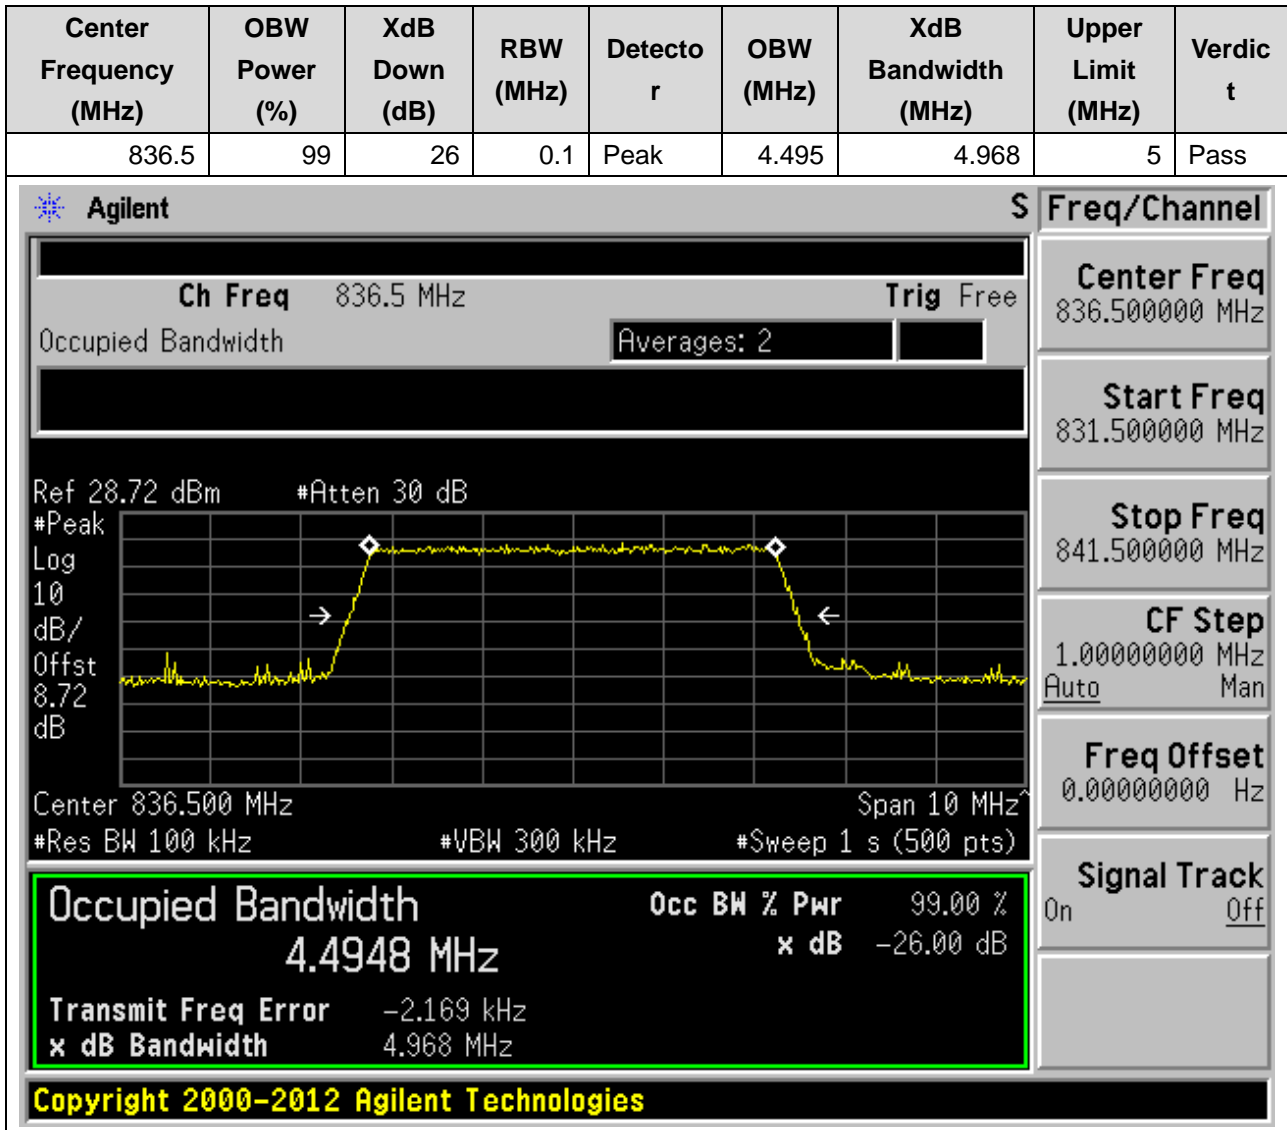 Center Frequency (MHz) OBW Power (%) XdB Down (dB) RBW (MHz) Detector OBW (MHz) XdB Bandwidth (MHz) Upper Limit (MHz) Verdict
836.5 99 26 0.1 Peak 4.495 4.968 5 Pass
Agilent S Freq/Channel
Ch Freq 836.5 MHz Trig Free
Occupied Bandwidth Averages: 2
Center Freq
836.500000 MHz
Start Freq
831.500000 MHz
Stop Freq
841.500000 MHz
CF Step
1.00000000 MHz
Auto Man
Freq Offset
0.00000000 Hz
Signal Track
On Off
Ref 28.72 dBm #Atten 30 dB
#Peak
Log
10
dB/
Offst
8.72
dB
Center 836.500 MHz Span 10 MHz^
#Res BW 100 kHz #VBW 300 kHz #Sweep 1 s (500 pts)
Occupied Bandwidth Occ BW % Pwr 99.00 %
4.4948 MHz x dB -26.00 dB
Transmit Freq Error -2.169 kHz
x dB Bandwidth 4.968 MHz
Copyright 2000-2012 Agilent Technologies